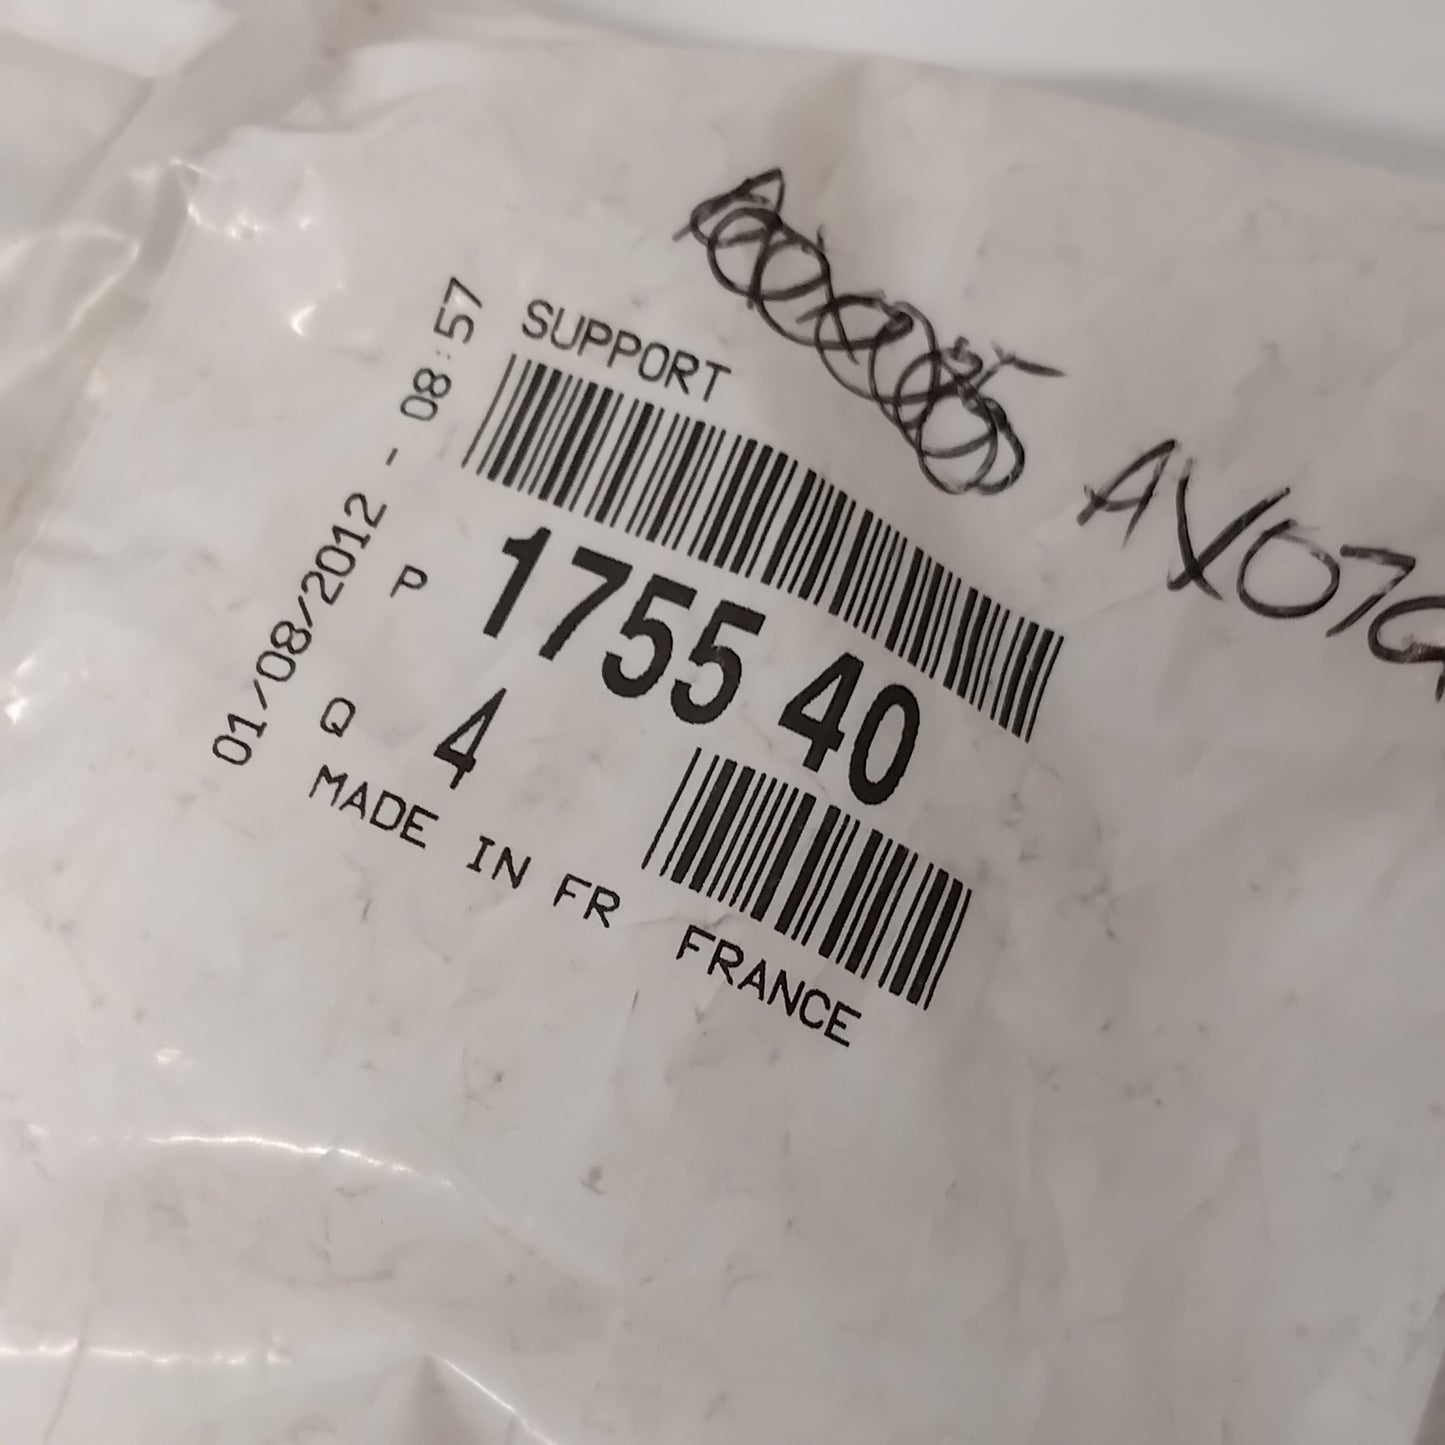 SUPPORT
01/08/2012 - 08:57
P 1755 40
Q 4
MADE IN FR FRANCE